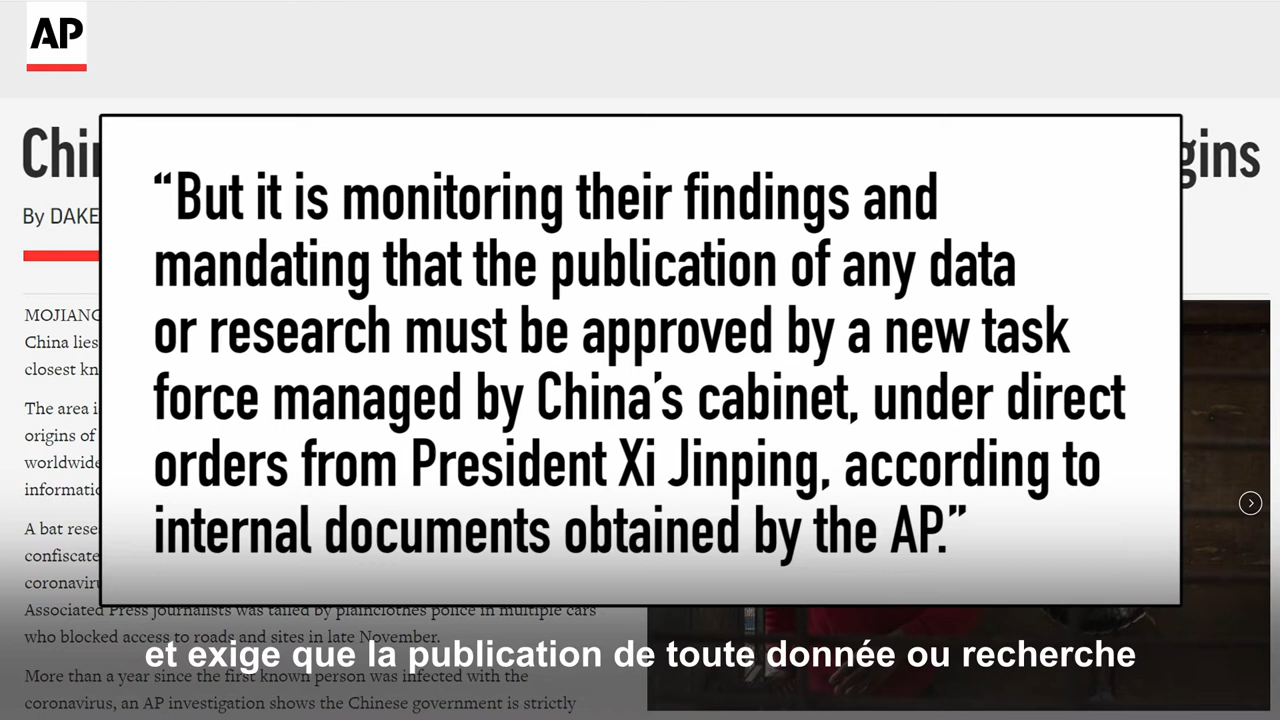 AP
Chi
gins
By DAKE
“But it is monitoring their findings and
mandating that the publication of any data
or research must be approved by a new task
force managed by China’s cabinet, under direct
orders from President Xi Jinping, according to
internal documents obtained by the AP.”
MOJIANG
China lies
closest kn
The area i
origins of
worldwide
informatio
A bat rese
confiscate
coronaviru
Associated Press journalists was tailed by plainclothes police in multiple cars
who blocked access to roads and sites in late November.
More than a year since the first known person was infected with the
coronavirus, an AP investigation shows the Chinese government is strictly
et exige que la publication de toute donnée ou recherche